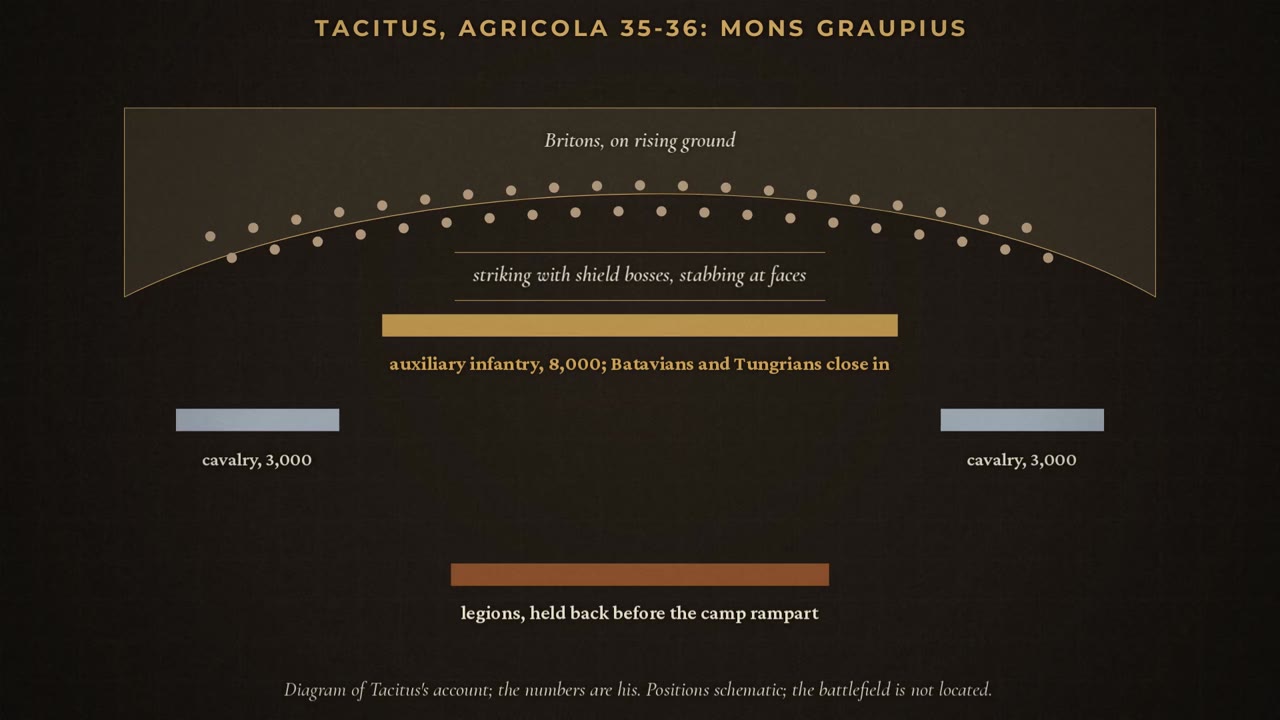 TACITUS, AGRICOLA 35-36: MONS GRAUPIUS
Britons, on rising ground
striking with shield bosses, stabbing at faces
auxiliary infantry, 8,000; Batavians and Tungrians close in
cavalry, 3,000
cavalry, 3,000
legions, held back before the camp rampart
Diagram of Tacitus's account; the numbers are his. Positions schematic; the battlefield is not located.